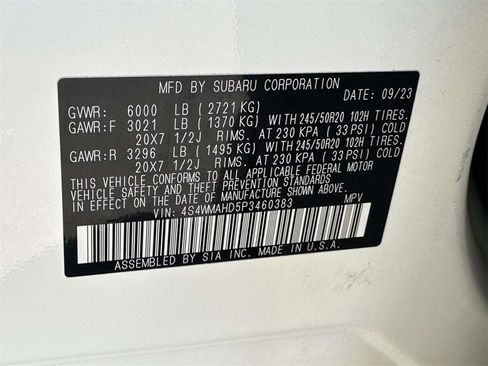 MFD BY SUBARU CORPORATION DATE: 09/23
GVWR: 6000 LB ( 2721 KG)
GAWR:F 3021 LB ( 1370 KG) WITH 245/50R20 102H TIRES.
20X7 1/2J RIMS. AT 230 KPA ( 33 PSI) COLD
GAWR:R 3296 LB ( 1495 KG) WITH 245/50R20 102H TIRES.
20X7 1/2J RIMS. AT 230 KPA ( 33 PSI) COLD
THIS VEHICLE CONFORMS TO ALL APPLICABLE FEDERAL MOTOR
VEHICLE SAFETY AND THEFT PREVENTION STANDARDS
IN EFFECT ON THE DATE OF MANUFACTURE SHOWN ABOVE.
VIN: 4S4WMAHD5P3460383 MPV
ASSEMBLED BY SIA INC. MADE IN U.S.A.